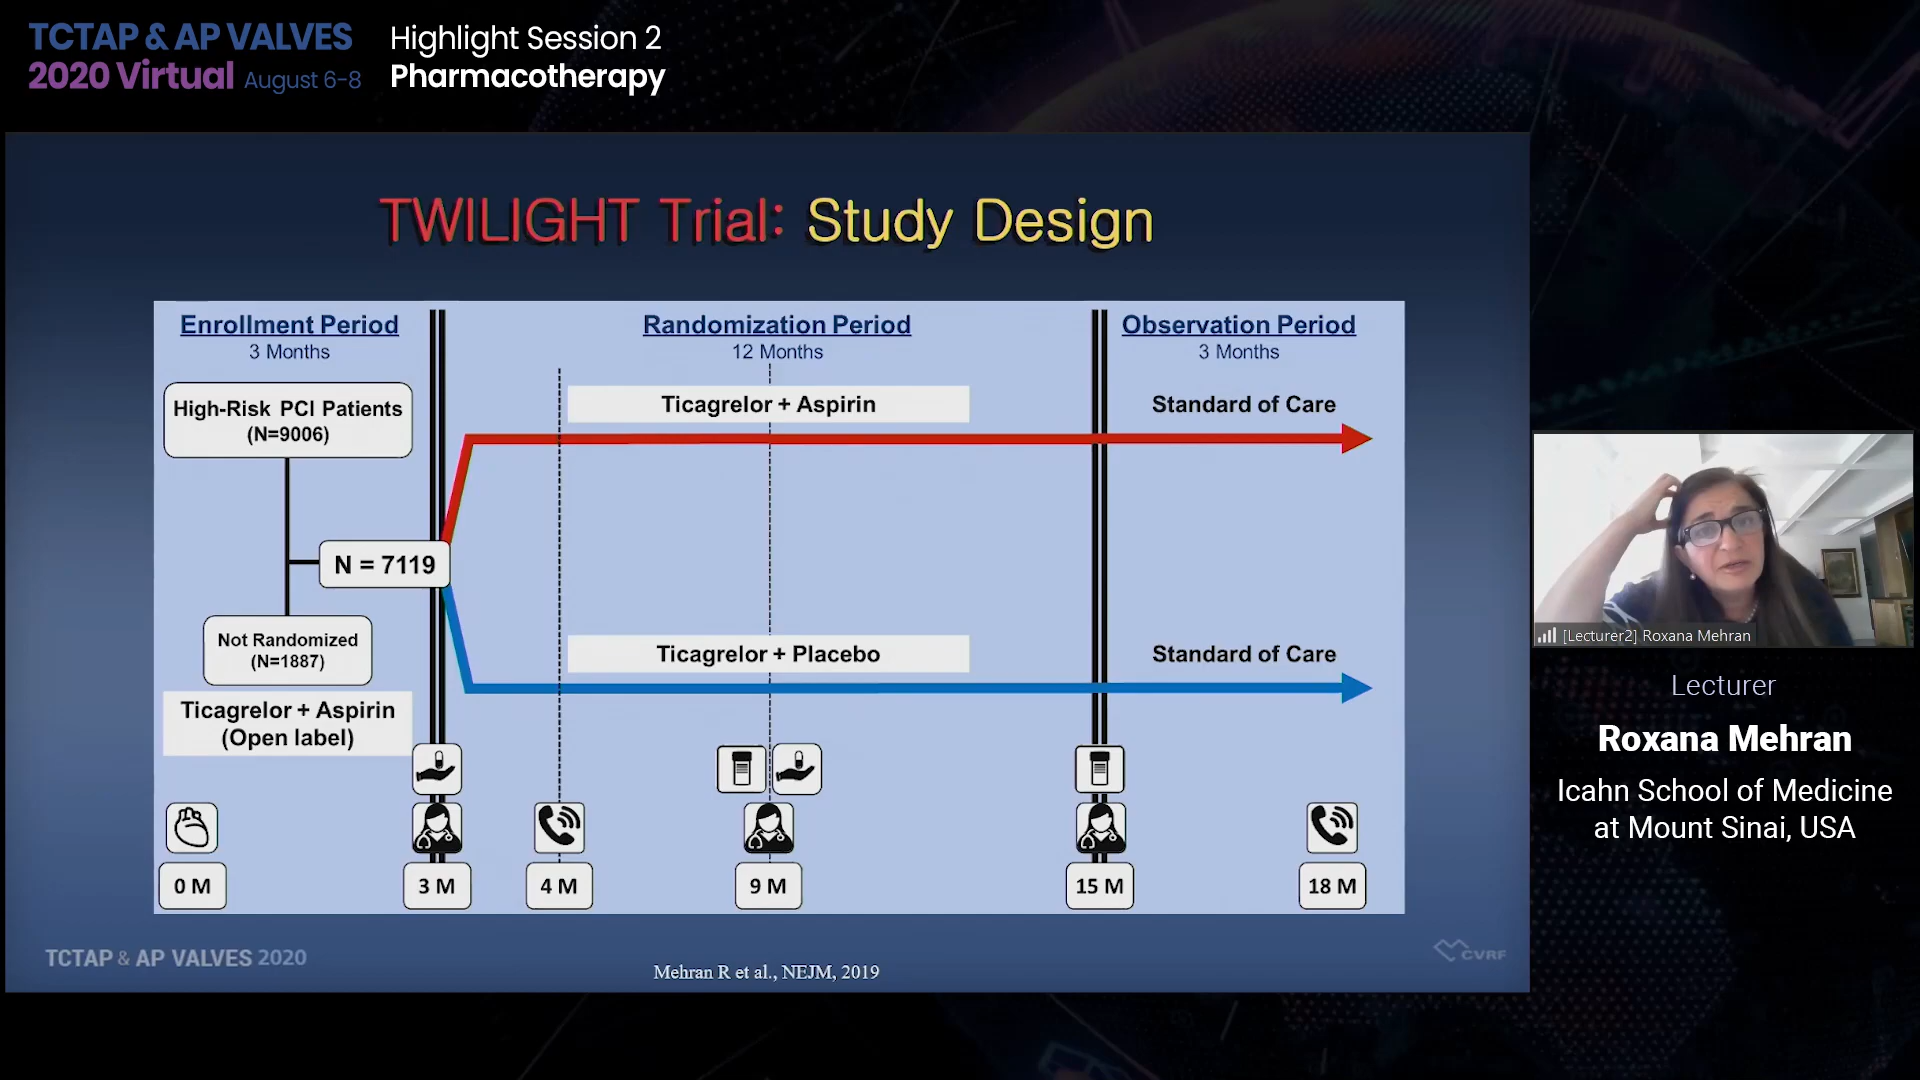 TCTAP & AP VALVES
2020 Virtual August 6-8
Highlight Session 2
Pharmacotherapy
TWILIGHT Trial: Study Design
Enrollment Period
3 Months
Randomization Period
12 Months
Observation Period
3 Months
High-Risk PCI Patients
(N=9006)
Ticagrelor + Aspirin
Standard of Care
N = 7119
Not Randomized
(N=1887)
Ticagrelor + Placebo
Standard of Care
Ticagrelor + Aspirin
(Open label)
0 M
3 M
4 M
9 M
15 M
18 M
TCTAP & AP VALVES 2020
Mehran R et al., NEJM, 2019
CVRF
[Lecturer2] Roxana Mehran
Lecturer
Roxana Mehran
Icahn School of Medicine
at Mount Sinai, USA